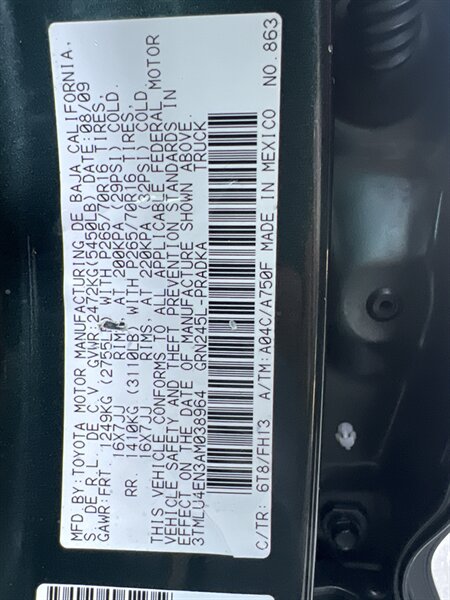 MFD. BY: TOYOTA MOTOR MANUFACTURING DE BAJA CALIFORNIA,
S. DE R.L. DE C.V. GVWR: 2472KG(5450LB) DATE: 08/09
GAWR: FRT. 1249KG (2755LB) WITH P265/70R16 TIRES,
16X7JJ RIMS, AT 200KPA (29PSI) COLD.
RR. 1410KG (3110LB) WITH P265/70R16 TIRES,
16X7JJ RIMS, AT 220KPA (32PSI) COLD.
THIS VEHICLE CONFORMS TO ALL APPLICABLE FEDERAL MOTOR
VEHICLE SAFETY AND THEFT PREVENTION STANDARDS IN
EFFECT ON THE DATE OF MANUFACTURE SHOWN ABOVE.
3TMLU4EN3AM038964 GRN245L-PRADKA TRUCK
C/TR: 6T8/FH13 A/TM: A04C/A750F MADE IN MEXICO NO. 863